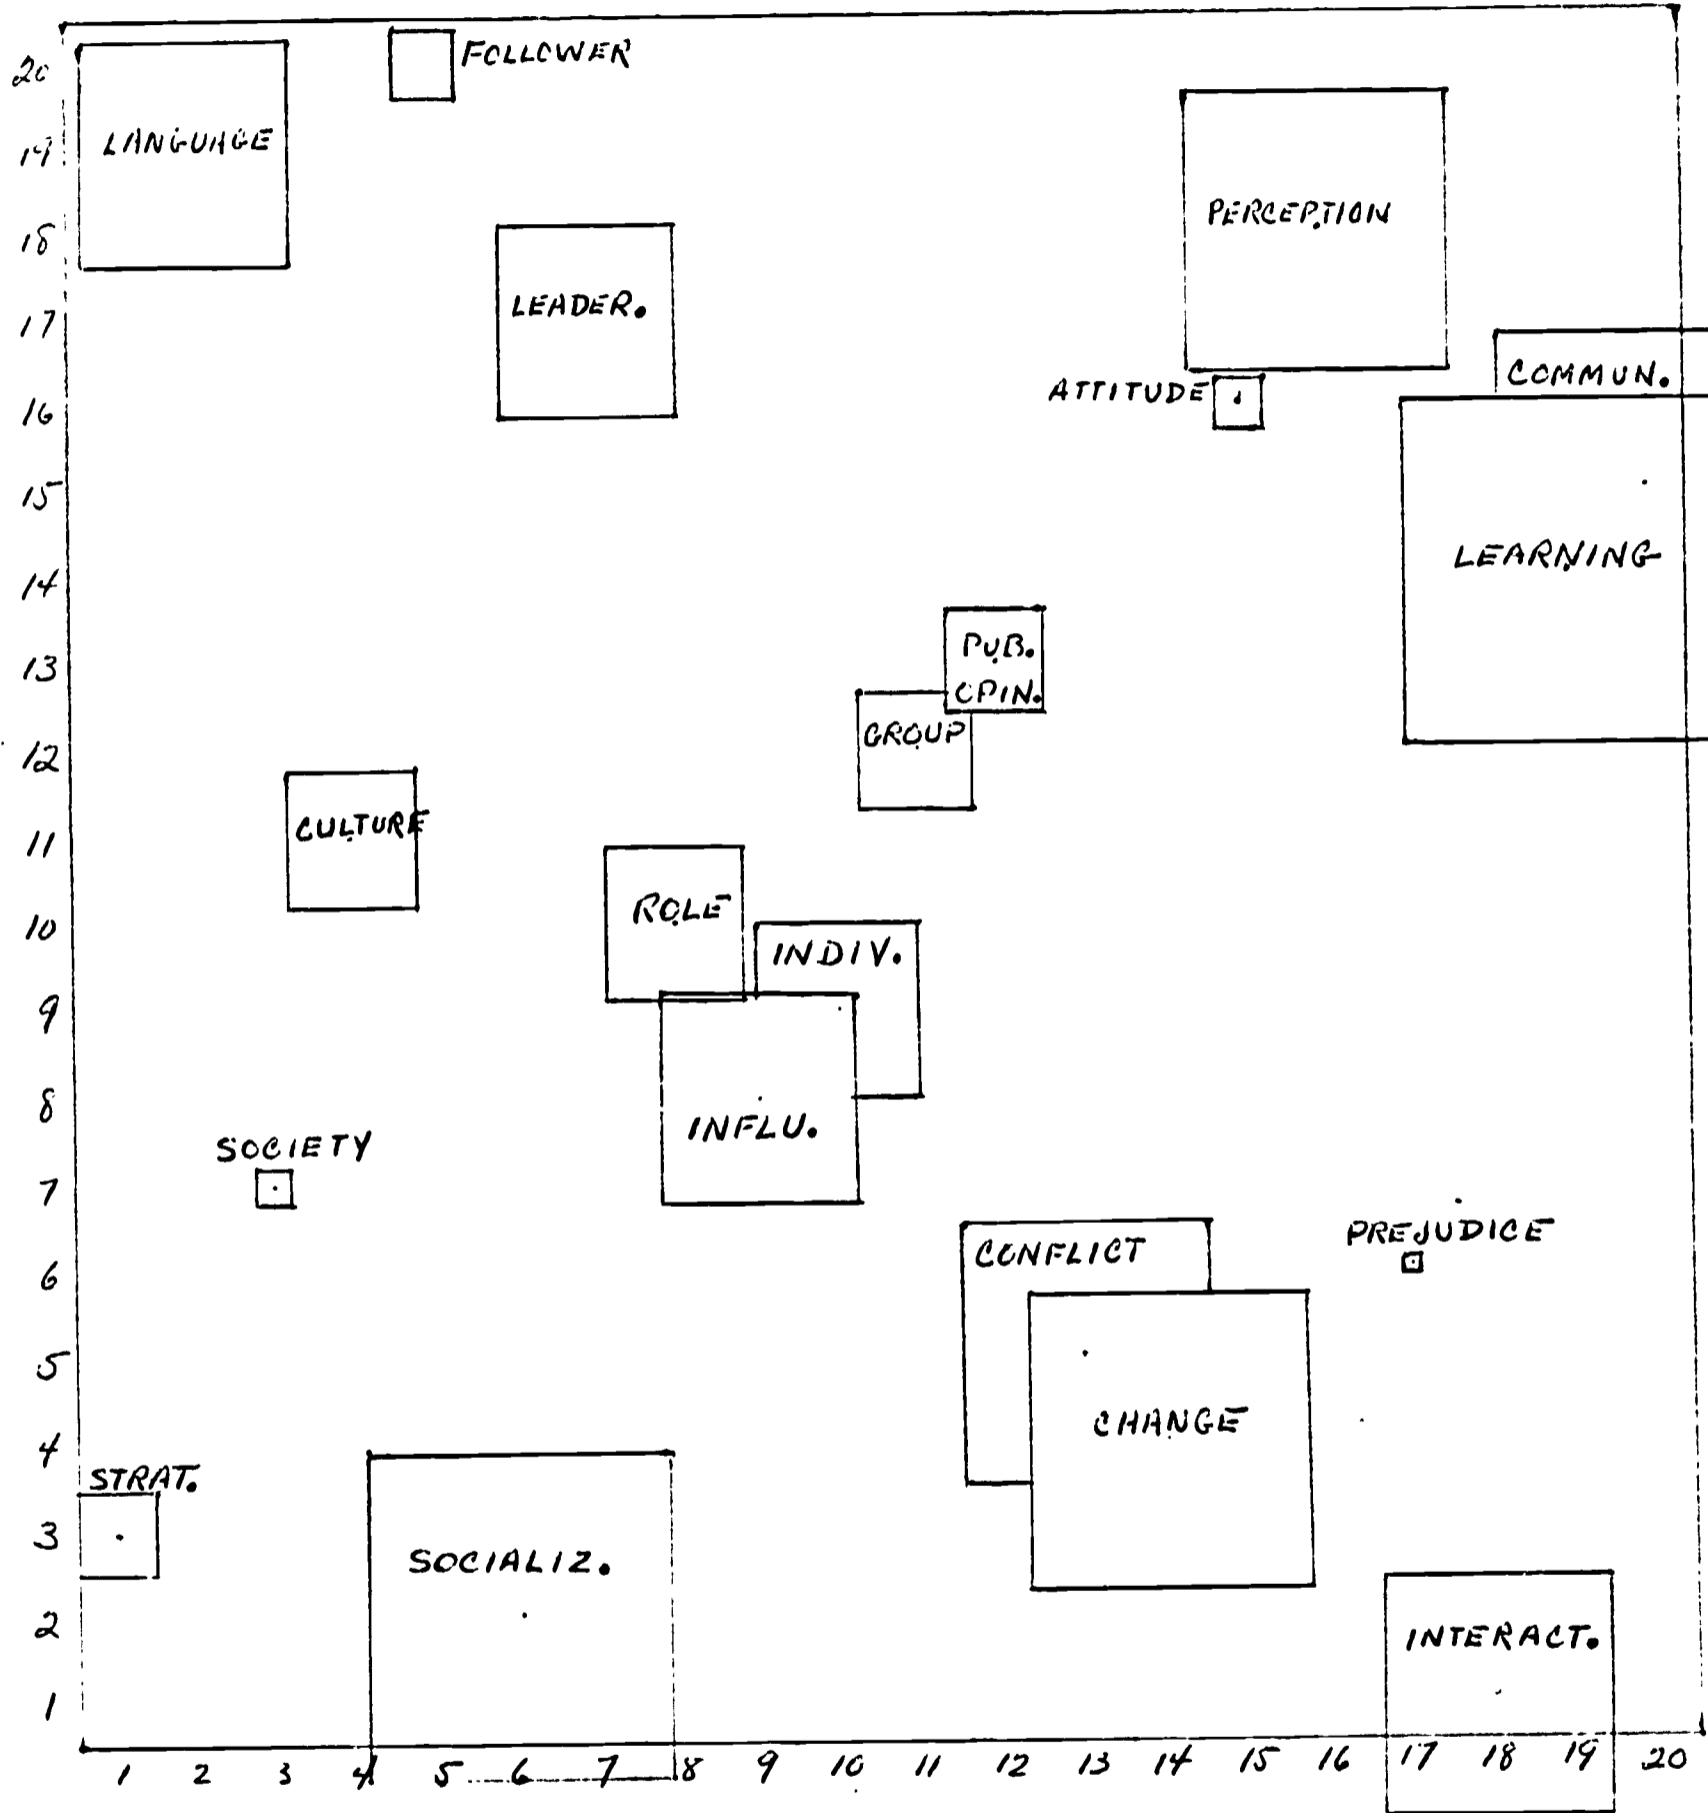 20
FOLLOWER
LANGUAGE
19
PERCEPTION
18
LEADER.
17
COMMUN.
ATTITUDE
16
15
LEARNING
14
PUB.
OPIN.
13
GROUP
12
CULTURE
11
ROLE
10
INDIV.
9
8
INFLU.
SOCIETY
7
PREJUDICE
CONFLICT
6
5
CHANGE
4
STRAT.
3
SOCIALIZ.
2
INTERACT.
1
1 2 3 4 5 6 7 8 9 10 11 12 13 14 15 16 17 18 19 20